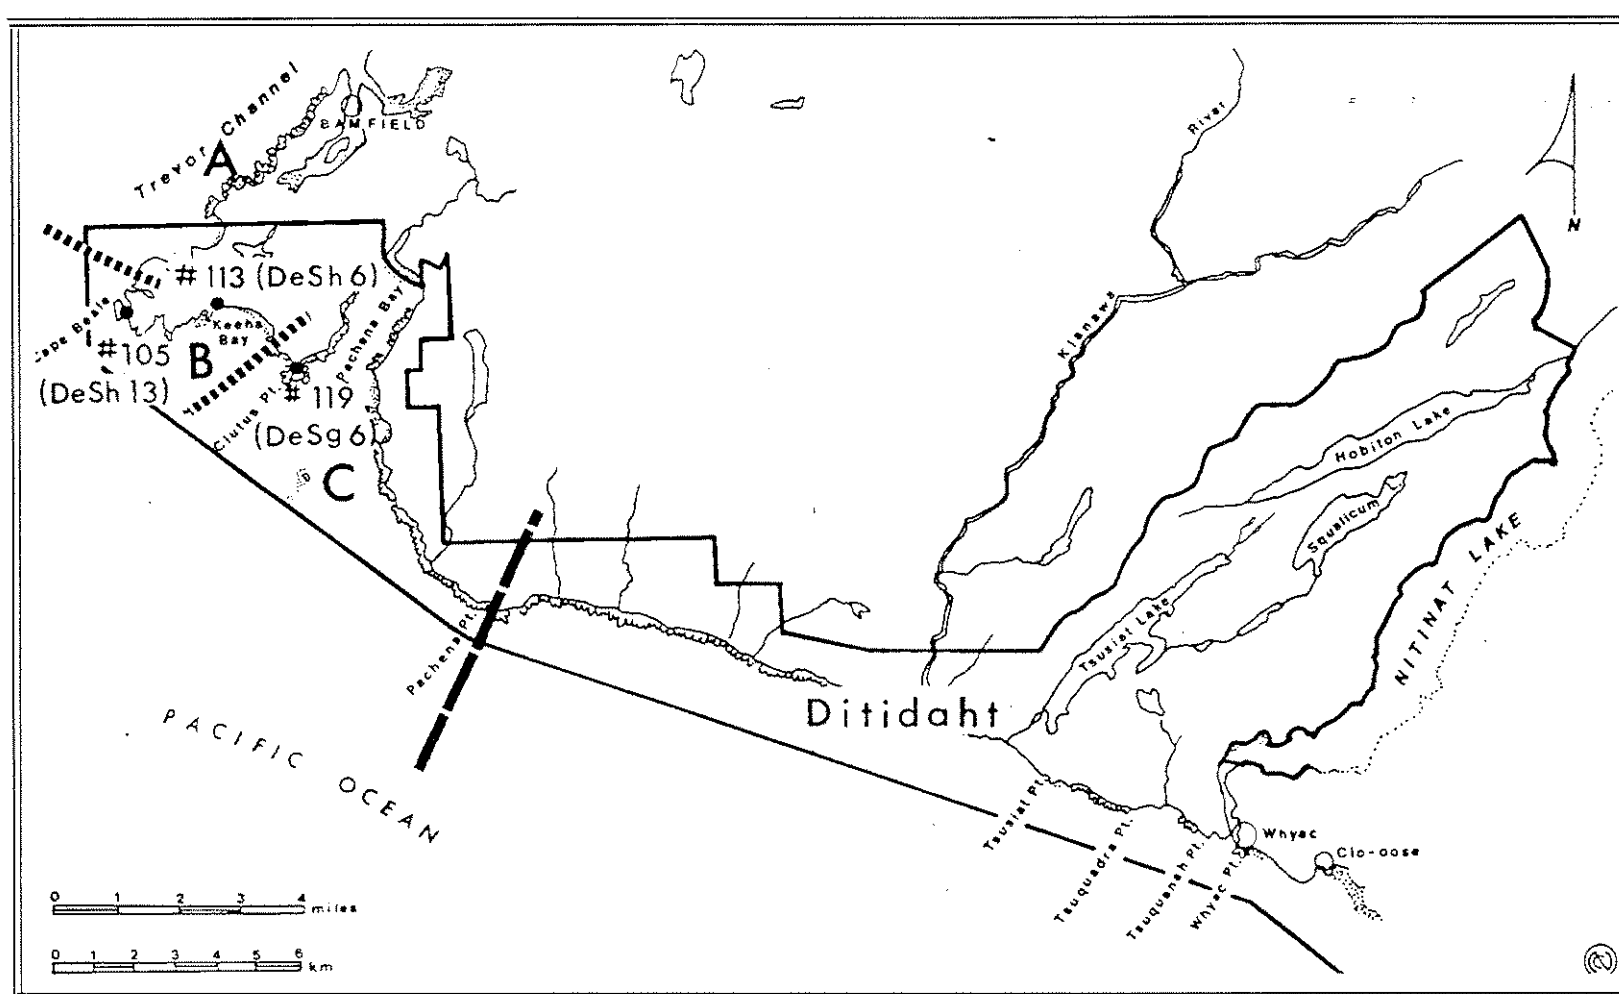 Trevor Channel
A
BAMFIELD
River
N
#113 (DeSh 6)
Cape Beale
Keeha
Bay
Pachena Bay
#105
(DeSh 13)
B
Clutus Pt.
#119
(DeSg 6)
C
Klanawa
Hobiton Lake
Squalicum
NITINAT LAKE
Tsusiat Lake
Pachena Pt.
Ditidaht
PACIFIC OCEAN
Tsusiat Pt.
Tsuquadra Pt.
Tsuquanah Pt.
Whyac Pt.
Whyac
Clo-oose
0 1 2 3 4
miles
0 1 2 3 4 5 6
km